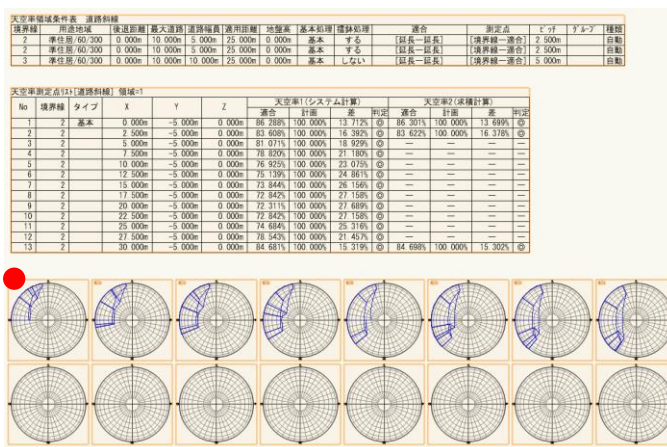 天空率領域条件表 道路斜線
境界線 用途地域 後退距離 最大道路 道路幅員 適用距離 地盤高 基本処理 擂鉢処理 適合 測定点 ピッチ グループ 種類
2 準住居/60/300 0.000m 10.000m 5.000m 25.000m 0.000m 基本 する [延長-延長] [境界線-適合] 2.500m 自動
2 準住居/60/300 0.000m 10.000m 5.000m 25.000m 0.000m 基本 する [延長-延長] [境界線-適合] 2.500m 自動
3 準住居/60/300 0.000m 10.000m 10.000m 25.000m 0.000m 基本 しない [延長-延長] [境界線-適合] 5.000m 自動
天空率測定点リスト[道路斜線] 領域=1
No 境界線 タイプ X Y Z 天空率1(システム計算) 天空率2(求積計算)
適合 計画 差 判定 適合 計画 差 判定
1 2 基本 0.000m -5.000m 0.000m 86.288% 100.000% 13.712% ◎ 86.301% 100.000% 13.699% ◎
2 2 2.500m -5.000m 0.000m 83.608% 100.000% 16.392% ◎ 83.622% 100.000% 16.378% ◎
3 2 5.000m -5.000m 0.000m 81.071% 100.000% 18.929% ◎ - - - -
4 2 7.500m -5.000m 0.000m 78.820% 100.000% 21.180% ◎ - - - -
5 2 10.000m -5.000m 0.000m 76.925% 100.000% 23.075% ◎ - - - -
6 2 12.500m -5.000m 0.000m 75.139% 100.000% 24.861% ◎ - - - -
7 2 15.000m -5.000m 0.000m 73.844% 100.000% 26.156% ◎ - - - -
8 2 17.500m -5.000m 0.000m 72.842% 100.000% 27.158% ◎ - - - -
9 2 20.000m -5.000m 0.000m 72.311% 100.000% 27.689% ◎ - - - -
10 2 22.500m -5.000m 0.000m 72.842% 100.000% 27.158% ◎ - - - -
11 2 25.000m -5.000m 0.000m 74.684% 100.000% 25.316% ◎ - - - -
12 2 27.500m -5.000m 0.000m 78.543% 100.000% 21.457% ◎ - - - -
13 2 30.000m -5.000m 0.000m 84.681% 100.000% 15.319% ◎ 84.698% 100.000% 15.302% ◎